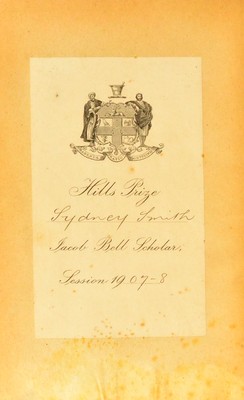 Hills Prize
Sydney Smith
Jacob Bell Scholar.
Session 1907-8